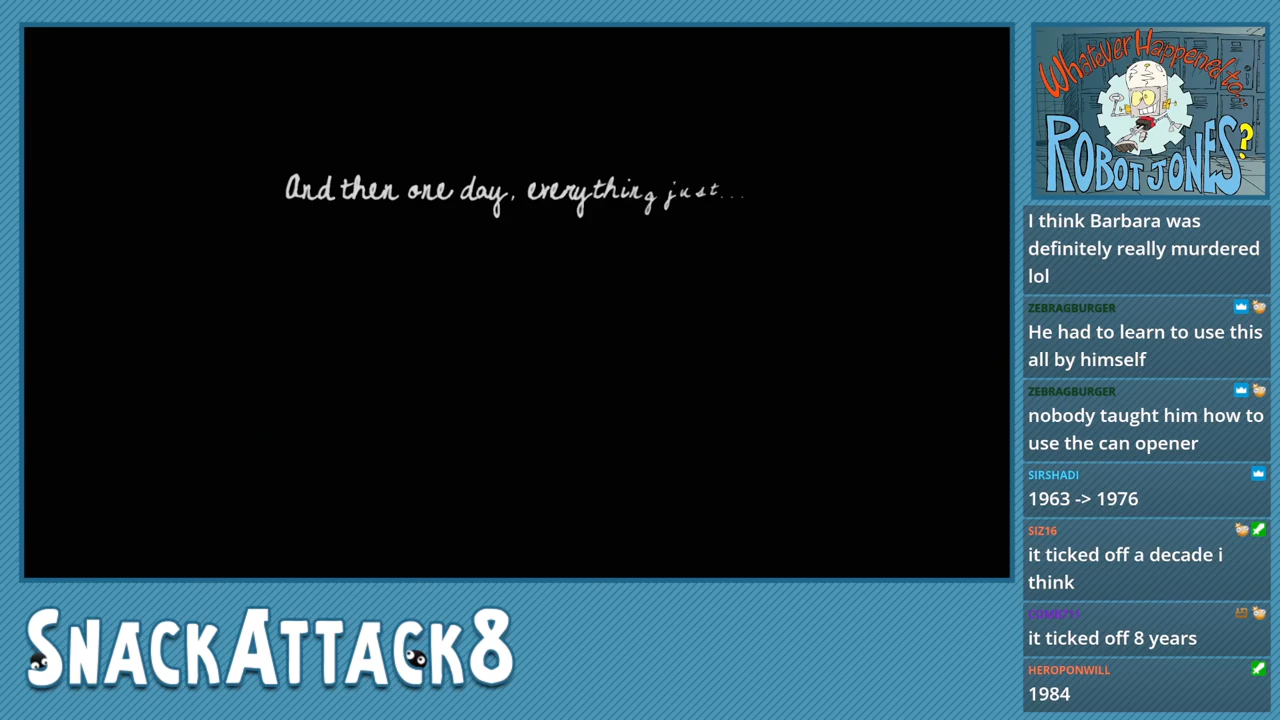 And then one day, everything just...
Whatever Happened to...
ROBOT JONES?
I think Barbara was
definitely really murdered
lol
ZEBRAGBURGER
He had to learn to use this
all by himself
ZEBRAGBURGER
nobody taught him how to
use the can opener
SIRSHADI
1963 -> 1976
SIZ16
it ticked off a decade i
think
it ticked off 8 years
HEROPONWILL
1984
SNACKATTACK8